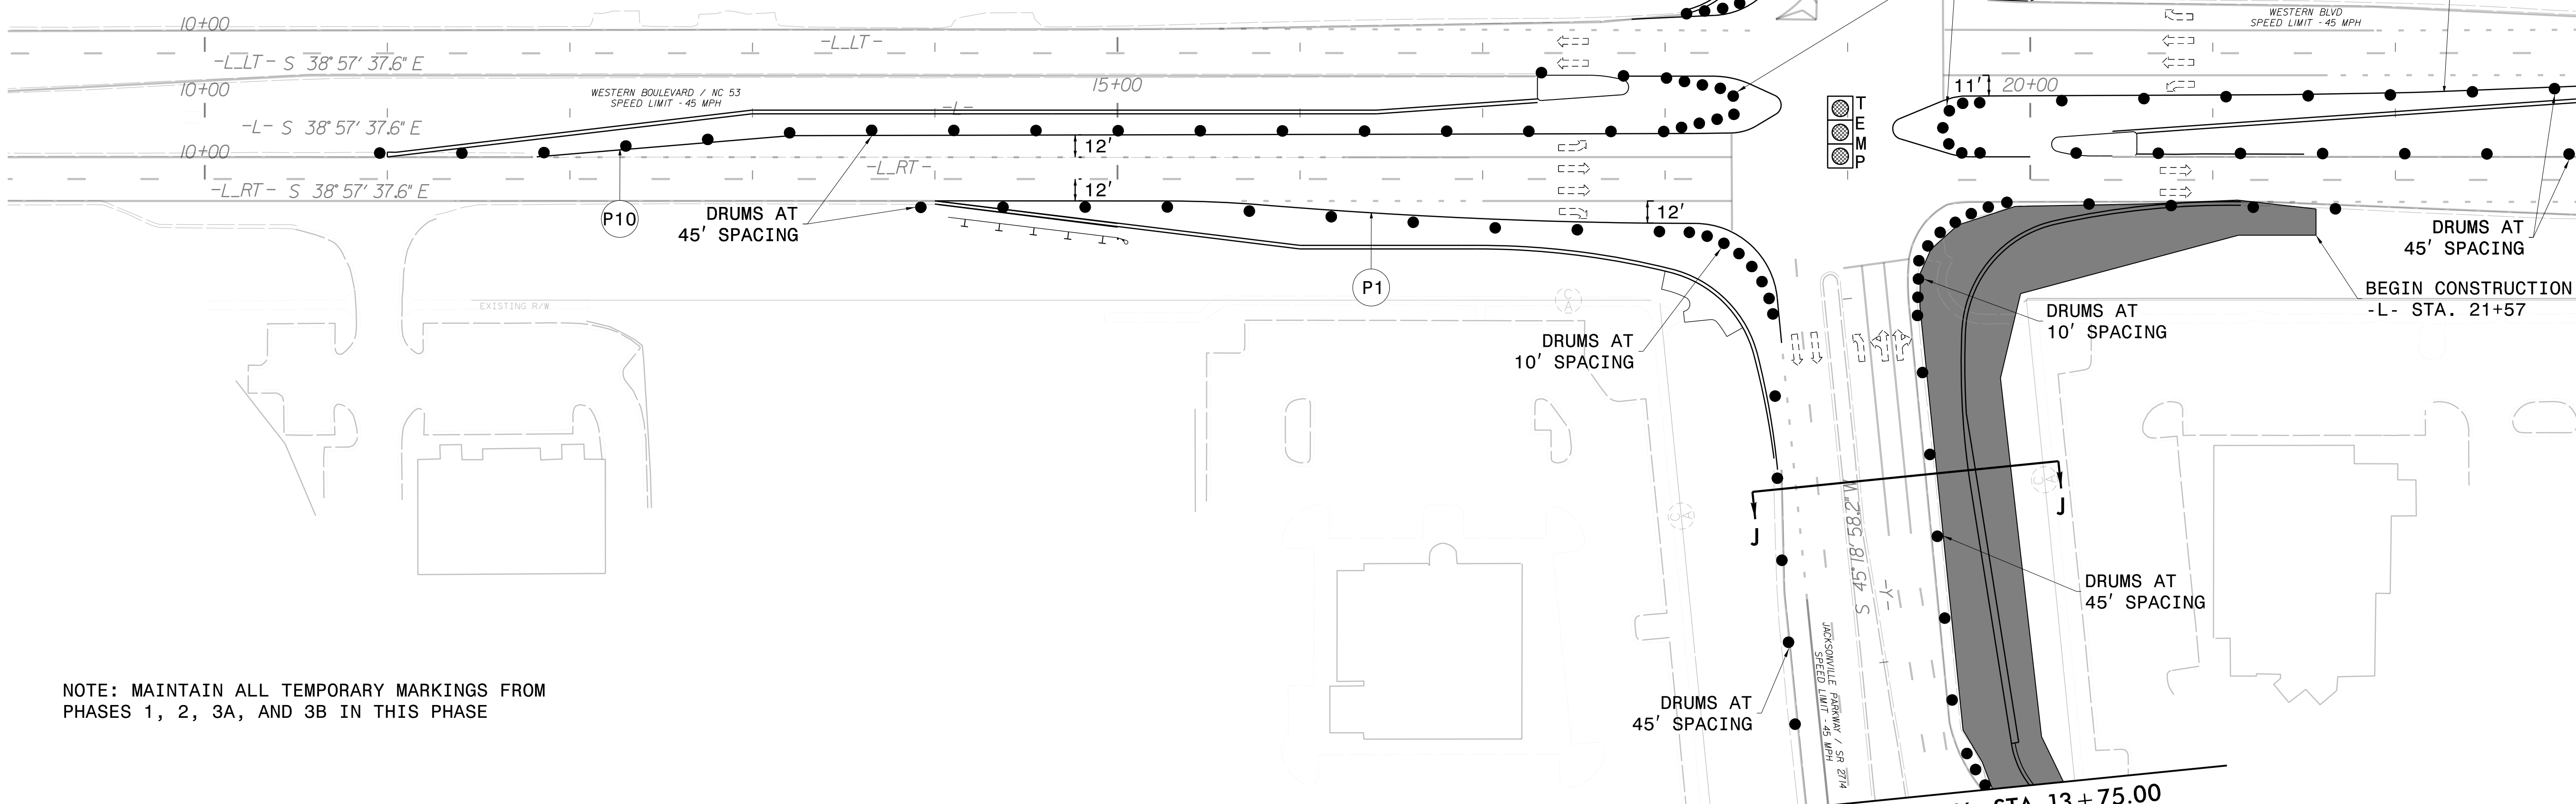 10+00
-L_LT-
-L_LT- S 38°57'37.6" E
10+00
WESTERN BOULEVARD / NC 53
SPEED LIMIT - 45 MPH
-L-
15+00
-L- S 38°57'37.6" E
10+00
12'
-L_RT-
-L_RT- S 38°57'37.6" E
12'
12'
P10
DRUMS AT
45' SPACING
P1
EXISTING R/W
C
A
DRUMS AT
10' SPACING
WESTERN BLVD
SPEED LIMIT - 45 MPH
11'
20+00
TEMP
DRUMS AT
45' SPACING
BEGIN CONSTRUCTION
-L- STA. 21+57
DRUMS AT
10' SPACING
C
A
C
A
J
J
S 45°18'58.2" W
-Y-
DRUMS AT
45' SPACING
JACKSONVILLE PARKWAY / SR 2714
SPEED LIMIT - 45 MPH
DRUMS AT
45' SPACING
NOTE: MAINTAIN ALL TEMPORARY MARKINGS FROM
PHASES 1, 2, 3A, AND 3B IN THIS PHASE
STA. 13+75.00